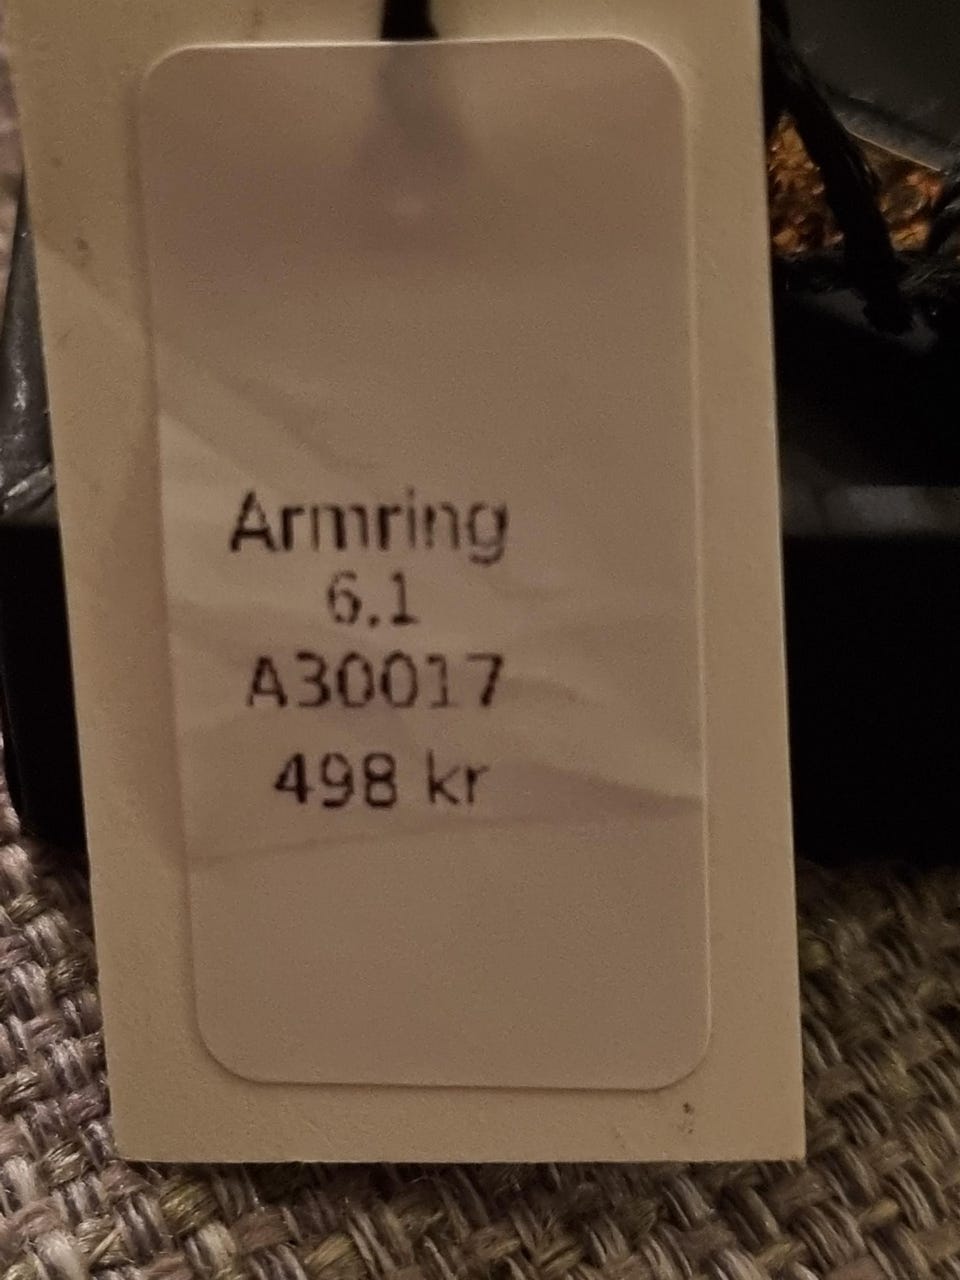 Armring
6.1
A30017
498 kr